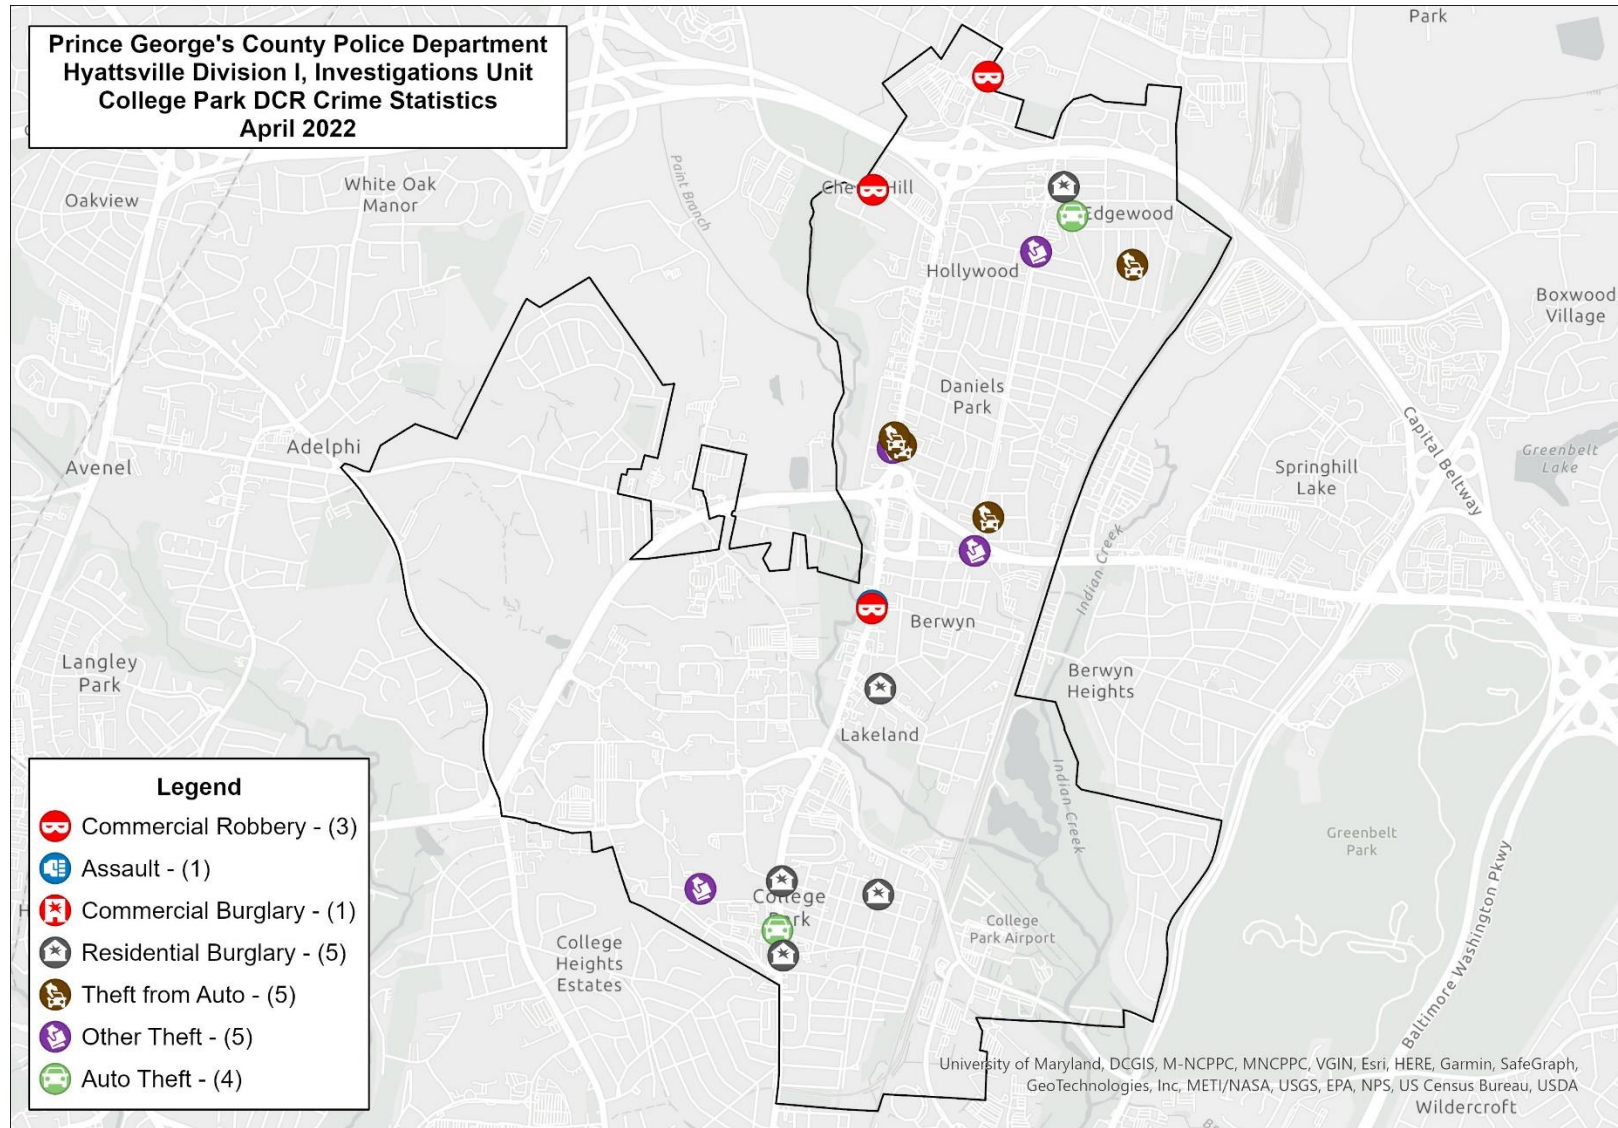 Prince George's County Police Department
Hyattsville Division I, Investigations Unit
College Park DCR Crime Statistics
April 2022
Park
Oakview
White Oak
Manor
Paint Branch
Hill
Edgewood
Hollywood
Boxwood
Village
Daniels
Park
Adelphi
Avenel
Capital Beltway
Springhill
Lake
Greenbelt
Lake
Indian Creek
Berwyn
Langley
Park
Berwyn
Heights
Lakeland
Indian Creek
Greenbelt
Park
College
Park
College
Park Airport
College
Heights
Estates
Baltimore Washington Pkwy
Legend
Commercial Robbery - (3)
Assault - (1)
Commercial Burglary - (1)
Residential Burglary - (5)
Theft from Auto - (5)
Other Theft - (5)
Auto Theft - (4)
University of Maryland, DCGIS, M-NCPPC, MNCPPC, VGIN, Esri, HERE, Garmin, SafeGraph,
GeoTechnologies, Inc, METI/NASA, USGS, EPA, NPS, US Census Bureau, USDA
Wildercroft